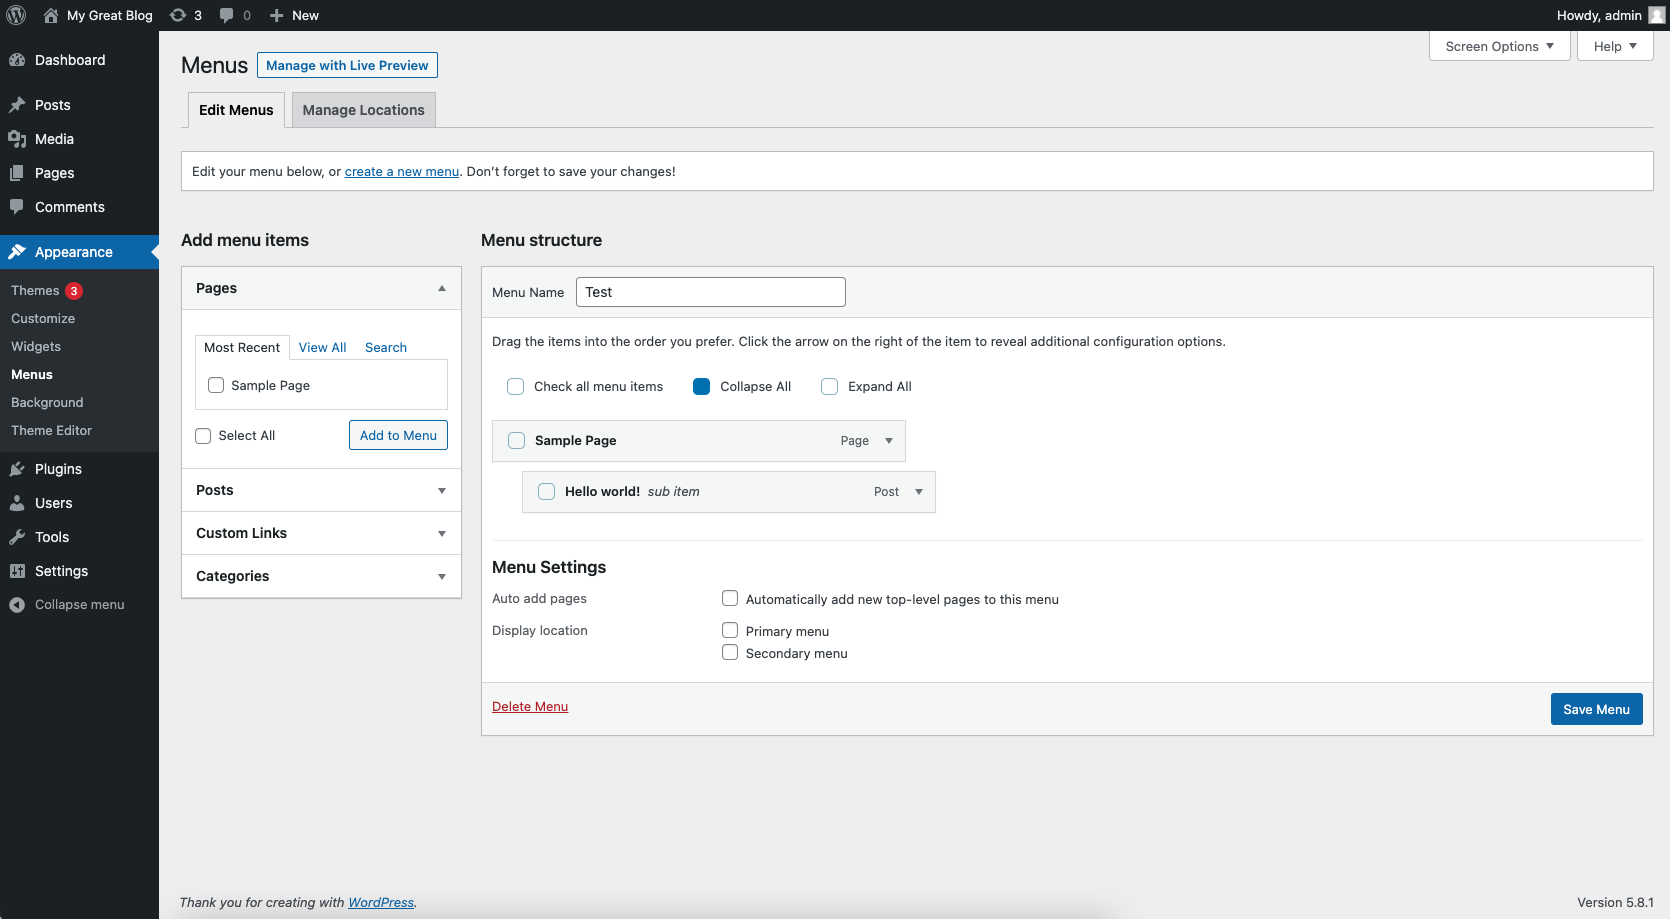 My Great Blog 3 0 New Howdy, admin
Dashboard
Posts
Media
Pages
Comments
Appearance
Themes 3
Customize
Widgets
Menus
Background
Theme Editor
Plugins
Users
Tools
Settings
Collapse menu
Screen Options Help
Menus Manage with Live Preview
Edit Menus Manage Locations
Edit your menu below, or create a new menu. Don’t forget to save your changes!
Add menu items
Pages
Most Recent View All Search
Sample Page
Select All Add to Menu
Posts
Custom Links
Categories
Menu structure
Menu Name Test
Drag the items into the order you prefer. Click the arrow on the right of the item to reveal additional configuration options.
Check all menu items Collapse All Expand All
Sample Page Page
Hello world! sub item Post
Menu Settings
Auto add pages Automatically add new top-level pages to this menu
Display location Primary menu
Secondary menu
Delete Menu Save Menu
Thank you for creating with WordPress. Version 5.8.1